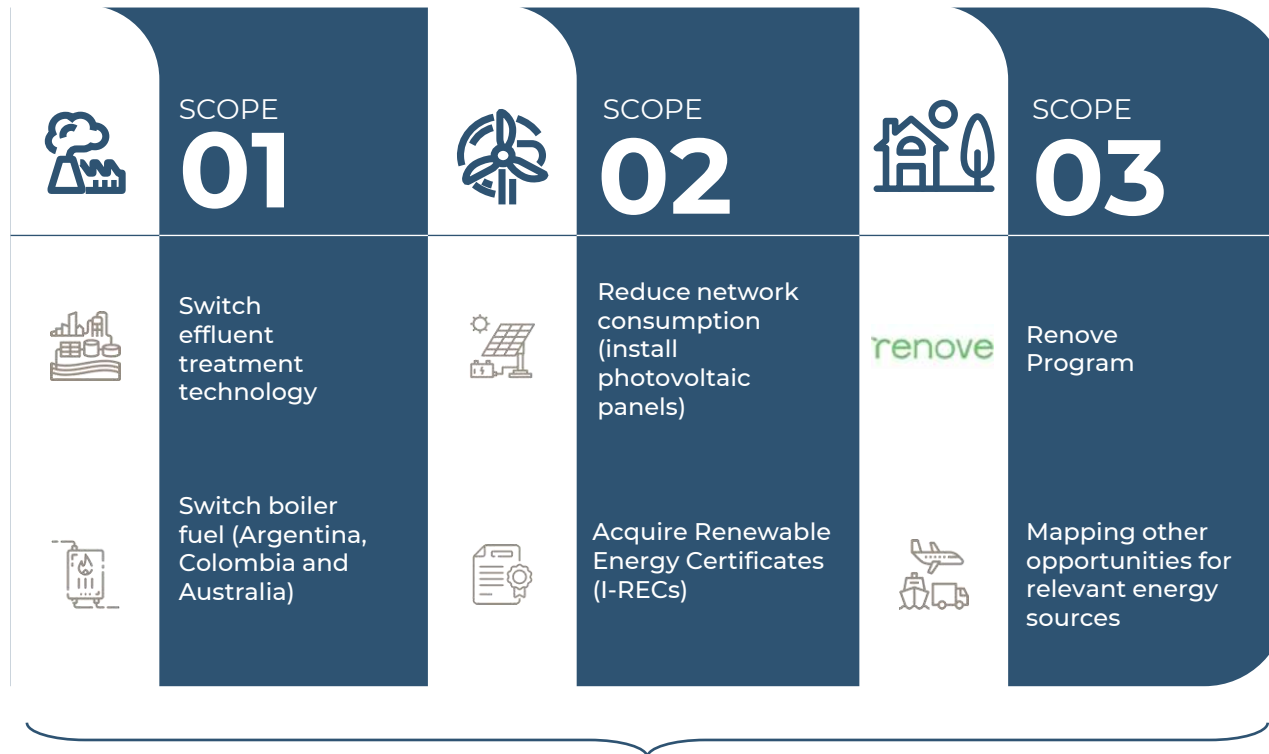 SCOPE
01
Switch
effluent
treatment
technology
Switch boiler
fuel (Argentina,
Colombia and
Australia)
SCOPE
02
Reduce network
consumption
(install
photovoltaic
panels)
Acquire Renewable
Energy Certificates
(I-RECs)
SCOPE
03
renove
Renove
Program
Mapping other
opportunities for
relevant energy
sources